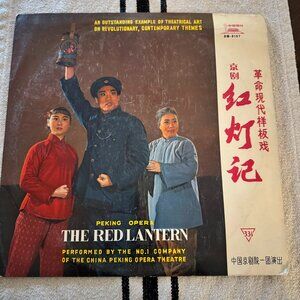 AN OUTSTANDING EXAMPLE OF THEATRICAL ART
ON REVOLUTIONARY, CONTEMPORARY THEMES
革命现代样板戏
京剧
红灯记
PEKING OPERA
THE RED LANTERN
PERFORMED BY THE NO.1 COMPANY
OF THE CHINA PEKING OPERA THEATRE
33
中国京剧院一团演出